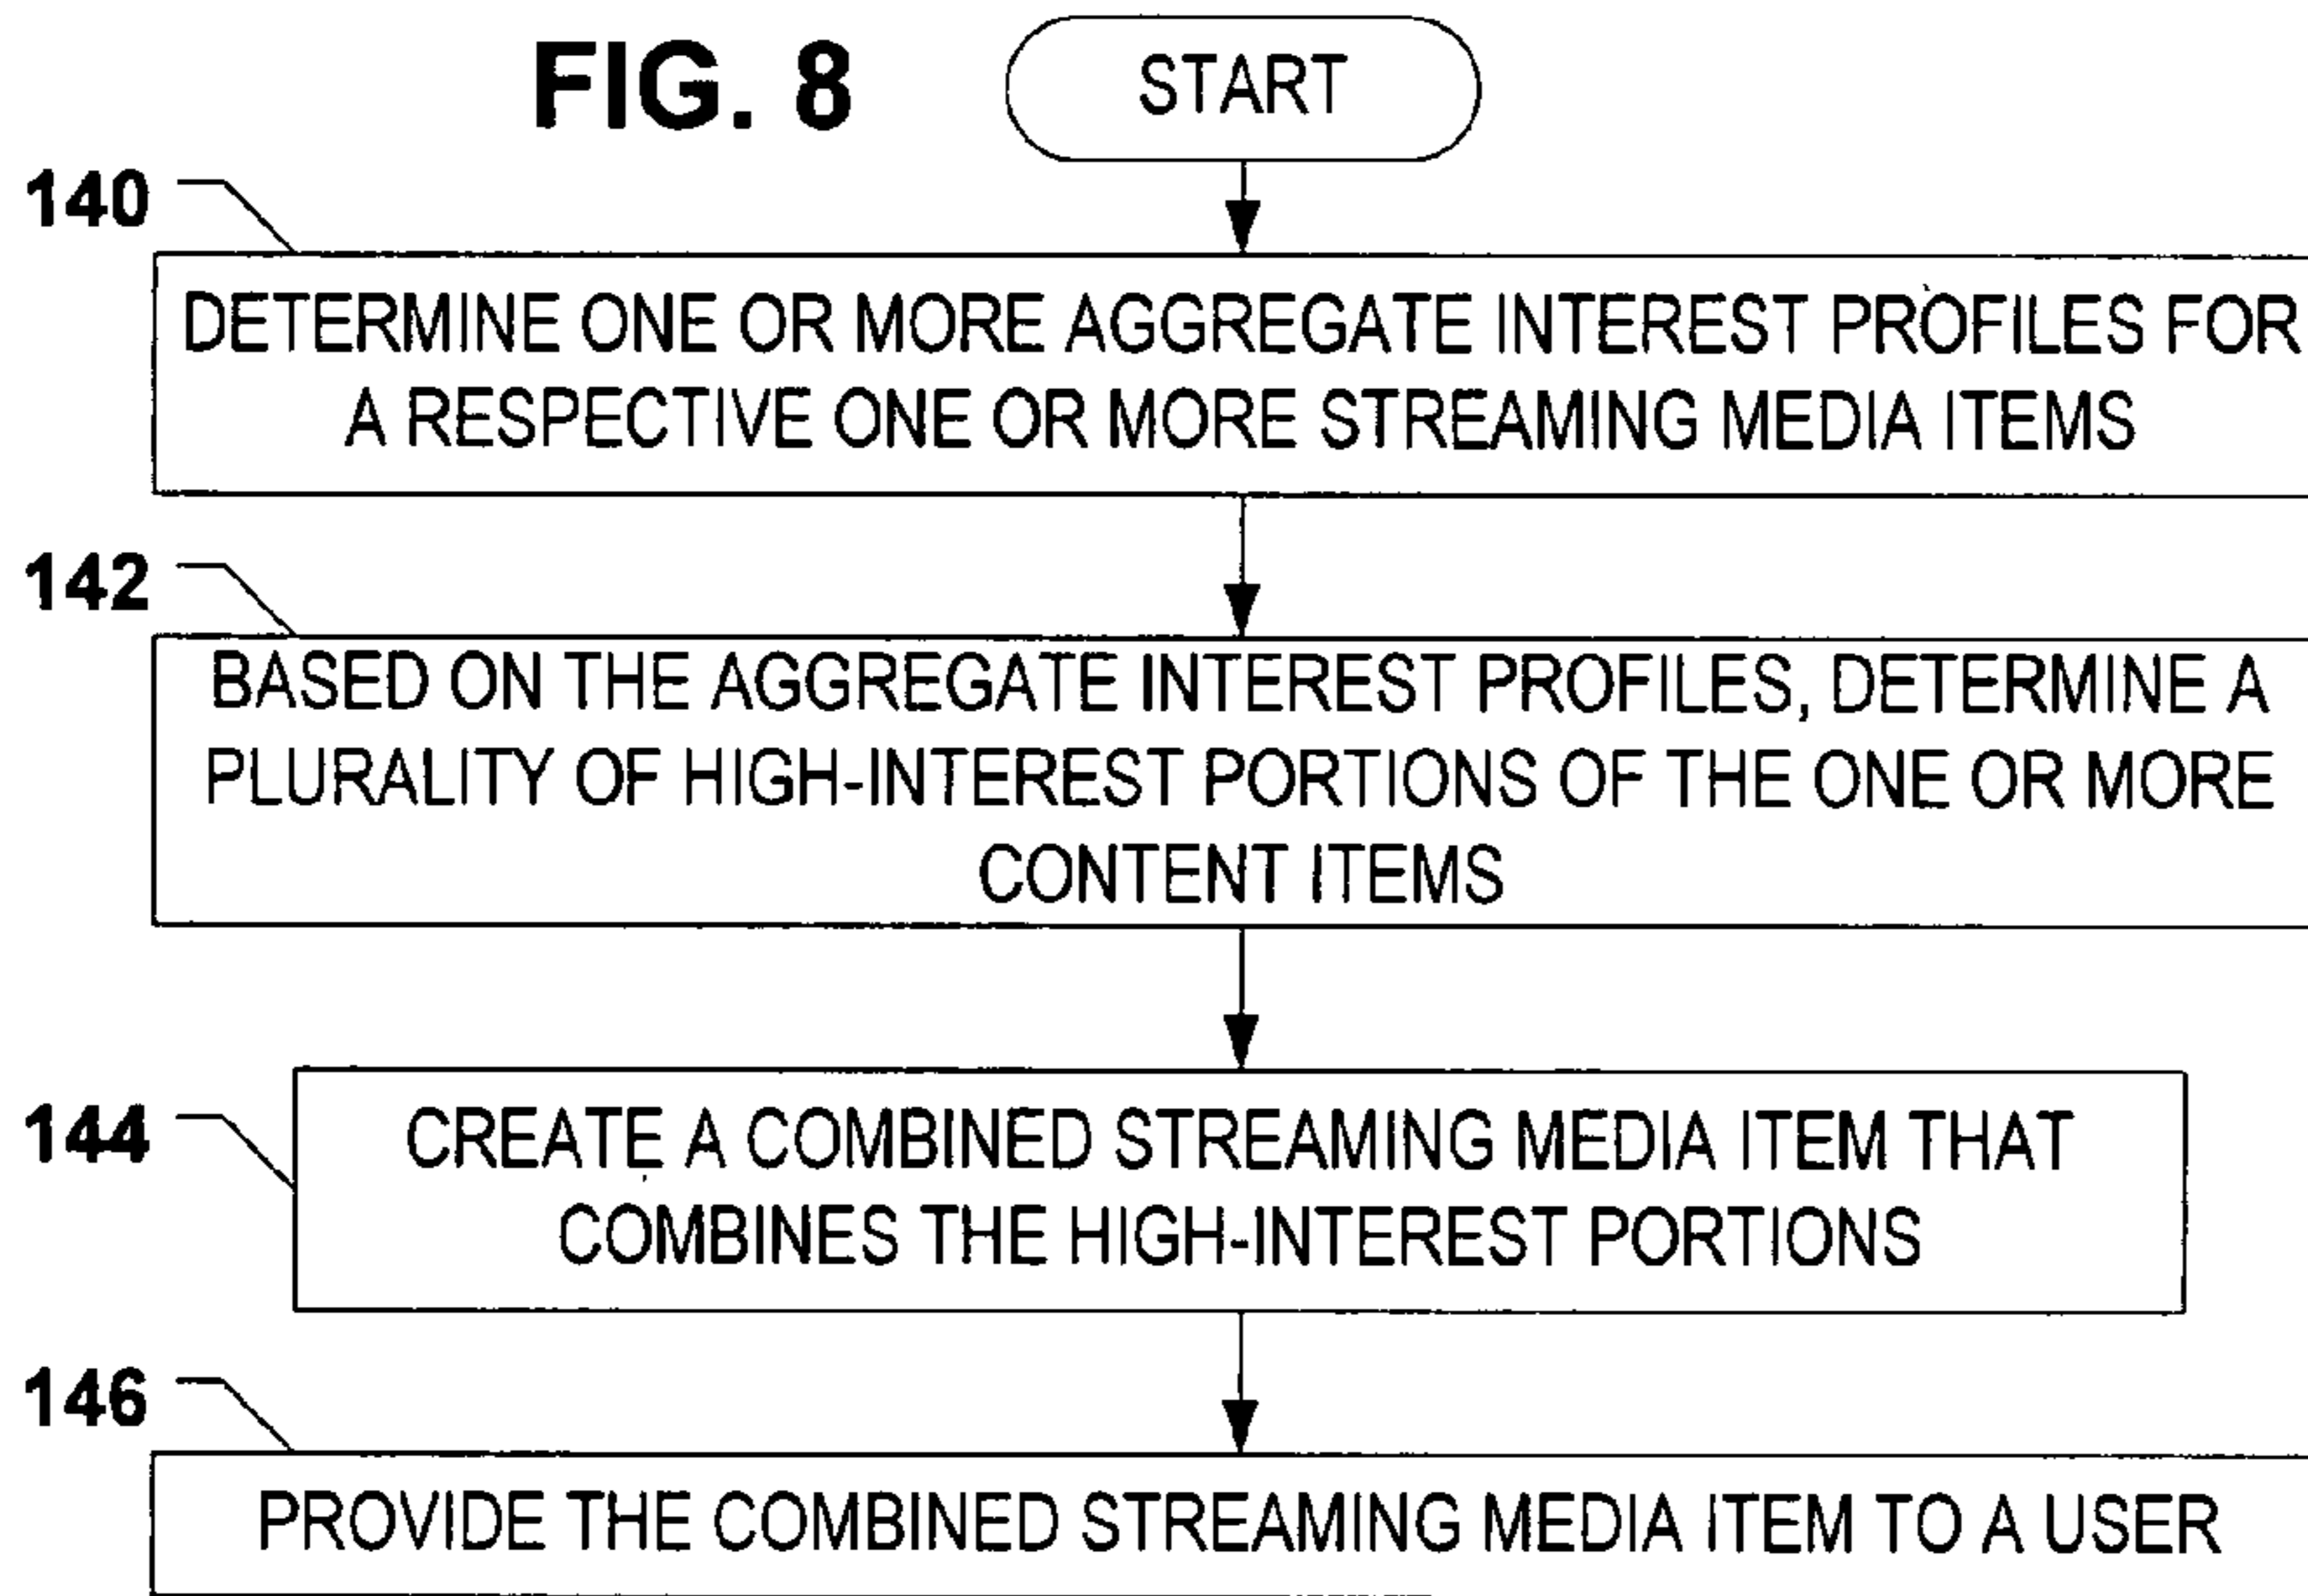 FIG. 8
START
140
DETERMINE ONE OR MORE AGGREGATE INTEREST PROFILES FOR
A RESPECTIVE ONE OR MORE STREAMING MEDIA ITEMS
142
BASED ON THE AGGREGATE INTEREST PROFILES, DETERMINE A
PLURALITY OF HIGH-INTEREST PORTIONS OF THE ONE OR MORE
CONTENT ITEMS
144
CREATE A COMBINED STREAMING MEDIA ITEM THAT
COMBINES THE HIGH-INTEREST PORTIONS
146
PROVIDE THE COMBINED STREAMING MEDIA ITEM TO A USER